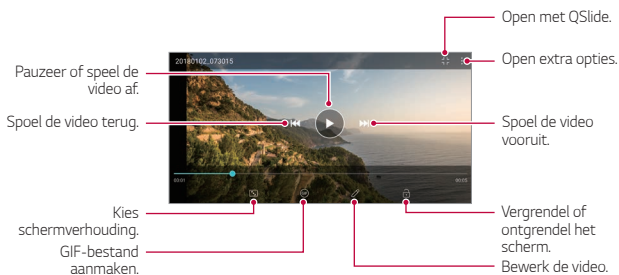 Open met QSlide.
20180102_073015
Open extra opties.
Pauzeer of speel de
video af.
Spoel de video terug.
Spoel de video
vooruit.
00:01
00:05
GIF
Kies
schermverhouding.
GIF-bestand
aanmaken.
Vergrendel of
ontgrendel het
scherm.
Bewerk de video.